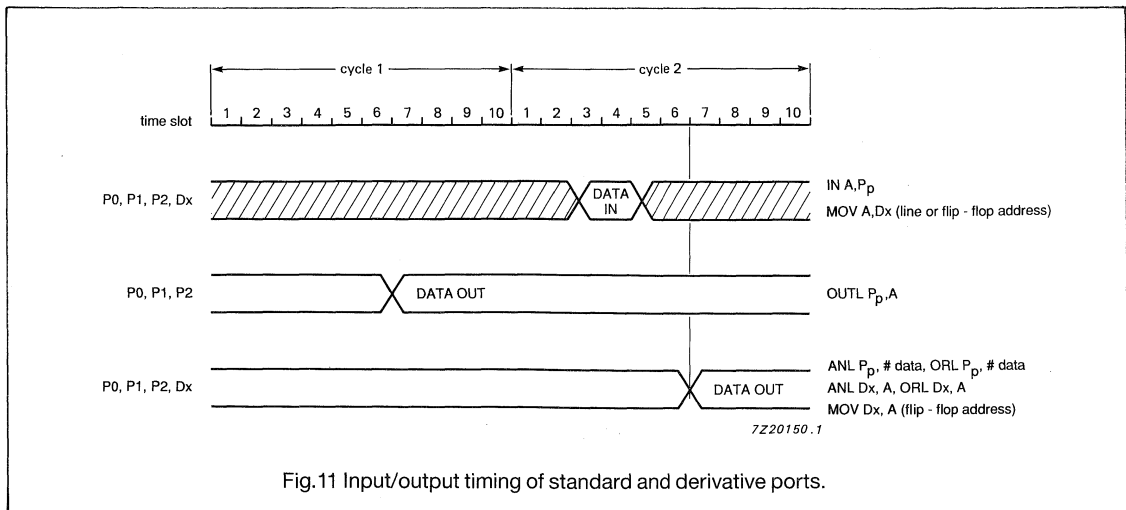 cycle 1 cycle 2
time slot 1 2 3 4 5 6 7 8 9 10 1 2 3 4 5 6 7 8 9 10
P0, P1, P2, Dx DATA IN IN A,Pp
MOV A,Dx (line or flip - flop address)
P0, P1, P2 DATA OUT OUTL Pp,A
ANL Pp, # data, ORL Pp, # data
P0, P1, P2, Dx DATA OUT ANL Dx, A, ORL Dx, A
MOV Dx, A (flip - flop address)
7Z20150.1
Fig.11 Input/output timing of standard and derivative ports.